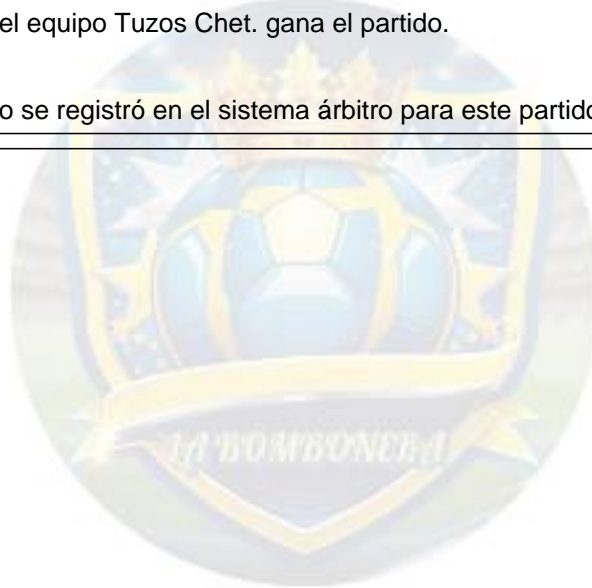 el equipo Tuzos Chet. gana el partido.
o se registró en el sistema árbitro para este partido
LA BOMBONERA